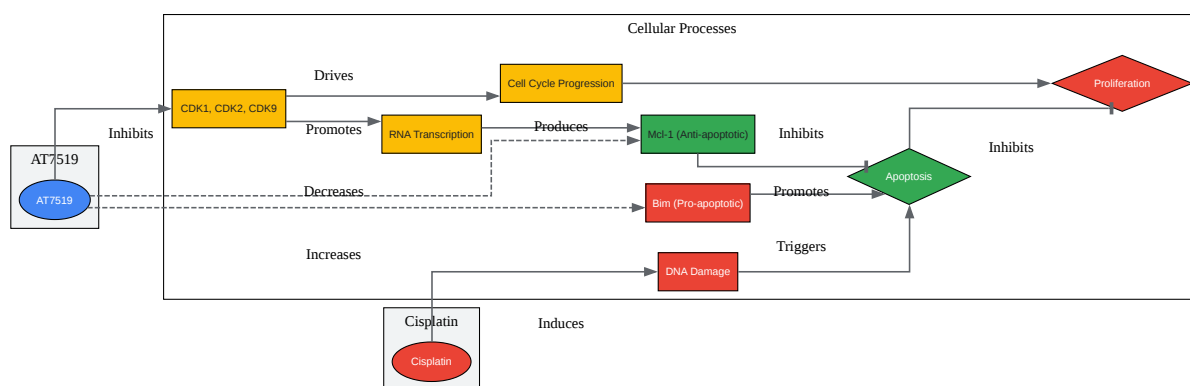 Cellular Processes
Drives
Cell Cycle Progression
Proliferation
CDK1, CDK2, CDK9
Inhibits
Promotes
RNA Transcription
Produces
Mcl-1 (Anti-apoptotic)
Inhibits
Inhibits
AT7519
AT7519
Decreases
Apoptosis
Bim (Pro-apoptotic)
Promotes
Increases
DNA Damage
Triggers
Cisplatin
Induces
Cisplatin